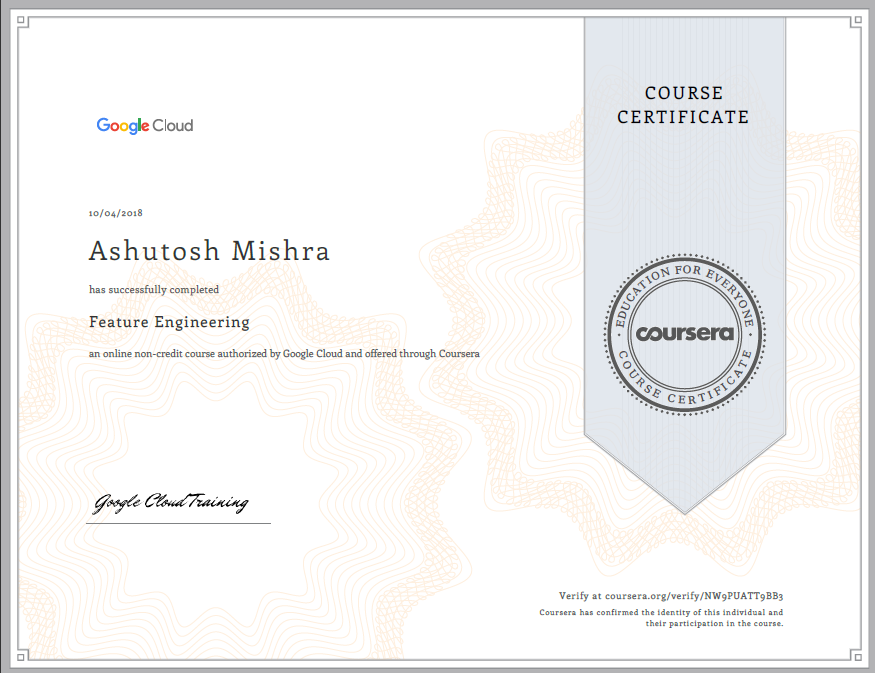 COURSE
CERTIFICATE
Google Cloud
10/04/2018
Ashutosh Mishra
has successfully completed
Feature Engineering
an online non-credit course authorized by Google Cloud and offered through Coursera
EDUCATION FOR EVERYONE
coursera
COURSE CERTIFICATE
Google Cloud Training
Verify at coursera.org/verify/NW9PUATT9BB3
Coursera has confirmed the identity of this individual and
their participation in the course.